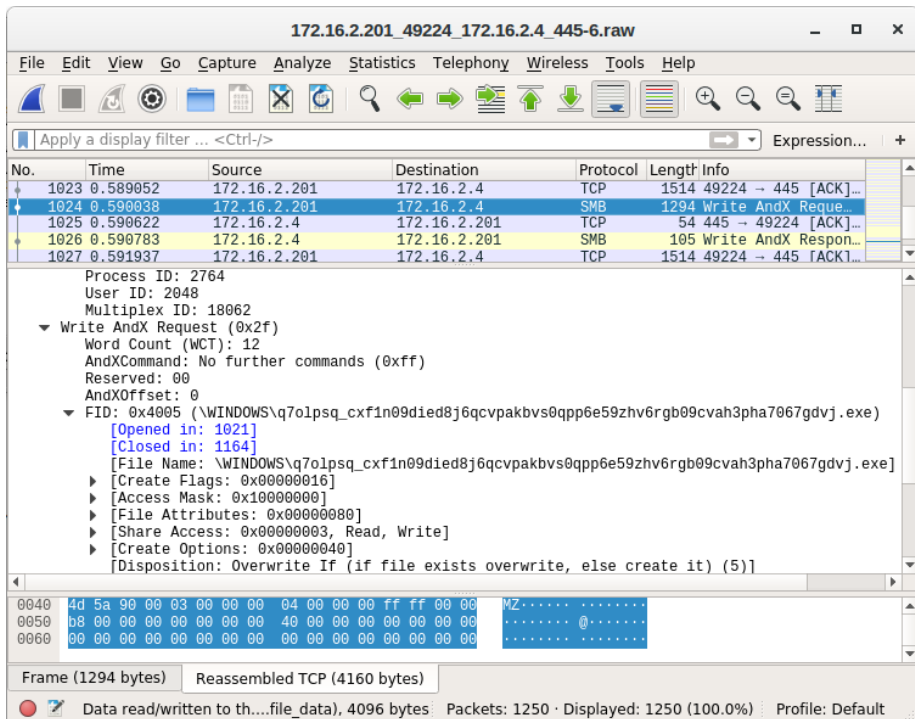 172.16.2.201_49224_172.16.2.4_445-6.raw
File Edit View Go Capture Analyze Statistics Telephony Wireless Tools Help
Apply a display filter ... <Ctrl-/> Expression... +
No. Time Source Destination Protocol Length Info
1023 0.589052 172.16.2.201 172.16.2.4 TCP 1514 49224 → 445 [ACK]…
1024 0.590038 172.16.2.201 172.16.2.4 SMB 1294 Write AndX Reque…
1025 0.590622 172.16.2.4 172.16.2.201 TCP 54 445 → 49224 [ACK]…
1026 0.590783 172.16.2.4 172.16.2.201 SMB 105 Write AndX Respon…
1027 0.591937 172.16.2.201 172.16.2.4 TCP 1514 49224 → 445 [ACK]…
Process ID: 2764
User ID: 2048
Multiplex ID: 18062
Write AndX Request (0x2f)
Word Count (WCT): 12
AndXCommand: No further commands (0xff)
Reserved: 00
AndXOffset: 0
FID: 0x4005 (\WINDOWS\q7olpsq_cxf1n09died8j6qcvpakbvs0qpp6e59zhv6rgb09cvah3pha7067gdvj.exe)
[Opened in: 1021]
[Closed in: 1164]
[File Name: \WINDOWS\q7olpsq_cxf1n09died8j6qcvpakbvs0qpp6e59zhv6rgb09cvah3pha7067gdvj.exe]
[Create Flags: 0x00000016]
[Access Mask: 0x10000000]
[File Attributes: 0x00000080]
[Share Access: 0x00000003, Read, Write]
[Create Options: 0x00000040]
[Disposition: Overwrite If (if file exists overwrite, else create it) (5)]
0040 4d 5a 90 00 03 00 00 00 04 00 00 00 ff ff 00 00 MZ······ ········
0050 b8 00 00 00 00 00 00 00 40 00 00 00 00 00 00 00 ········ @·······
0060 00 00 00 00 00 00 00 00 00 00 00 00 00 00 00 00 ········ ········
Frame (1294 bytes) Reassembled TCP (4160 bytes)
Data read/written to th....file_data), 4096 bytes Packets: 1250 · Displayed: 1250 (100.0%) Profile: Default